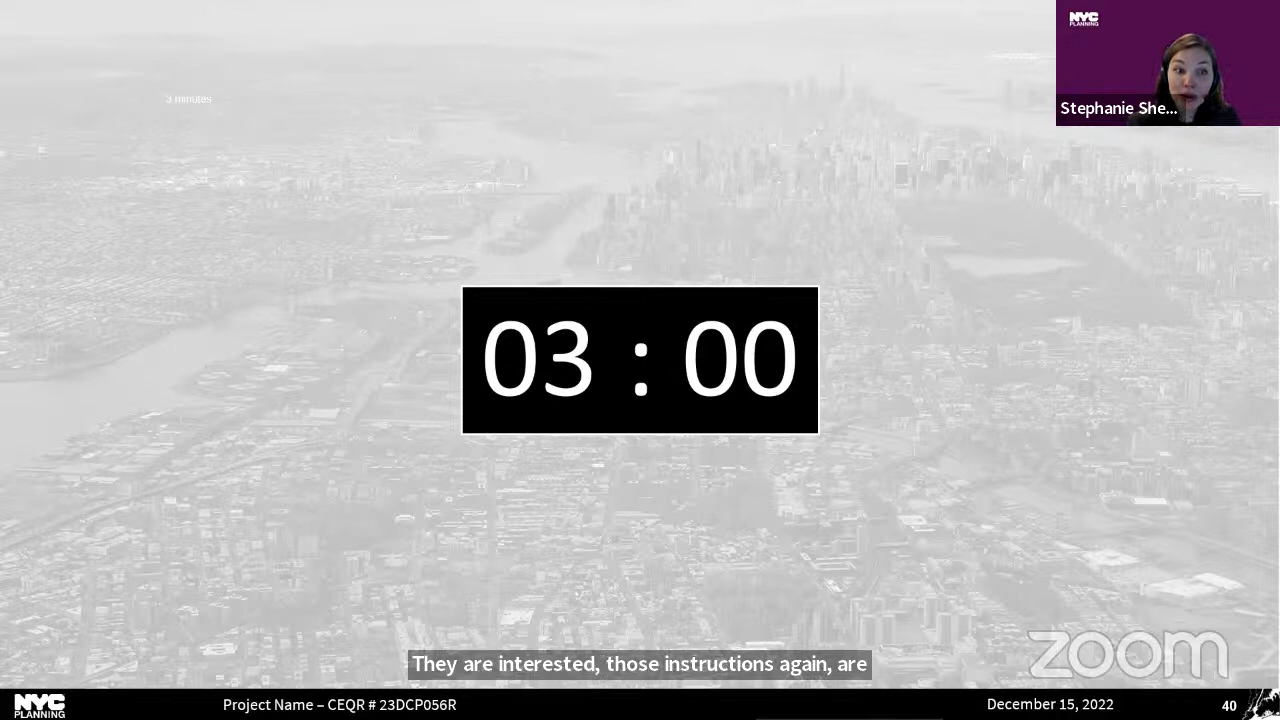 NYC
PLANNING
Stephanie She...
3 minutes
03 : 00
They are interested, those instructions again, are
zoom
NYC
PLANNING
Project Name – CEQR # 23DCP056R
December 15, 2022
40